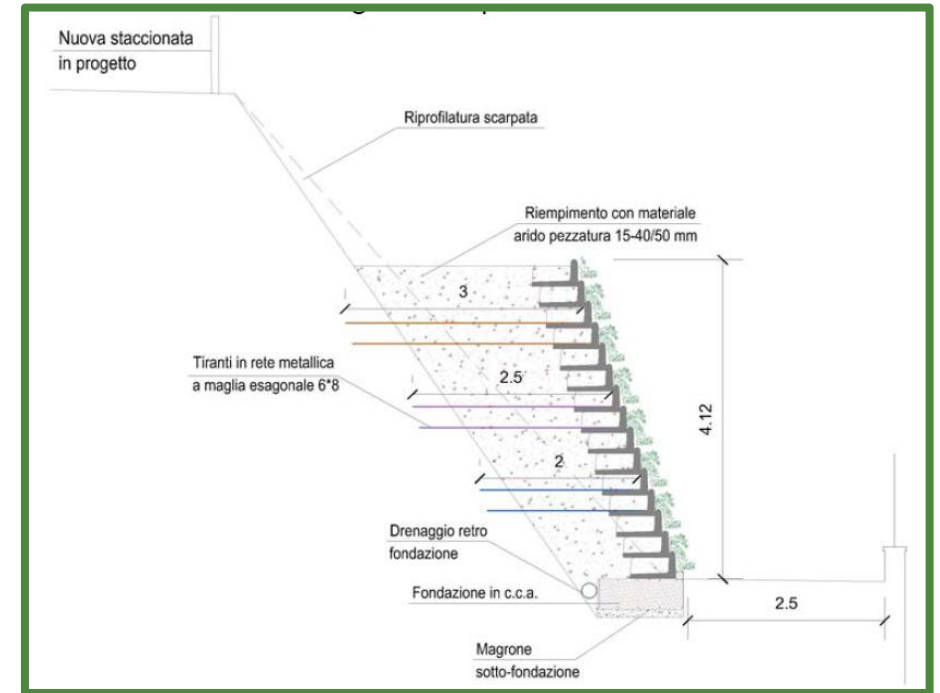 Nuova staccionata
in progetto
Riprofilatura scarpata
Riempimento con materiale
arido pezzatura 15-40/50 mm
3
Tiranti in rete metallica
a maglia esagonale 6*8
2.5
4.12
2
Drenaggio retro
fondazione
Fondazione in c.c.a.
2.5
Magrone
sotto-fondazione